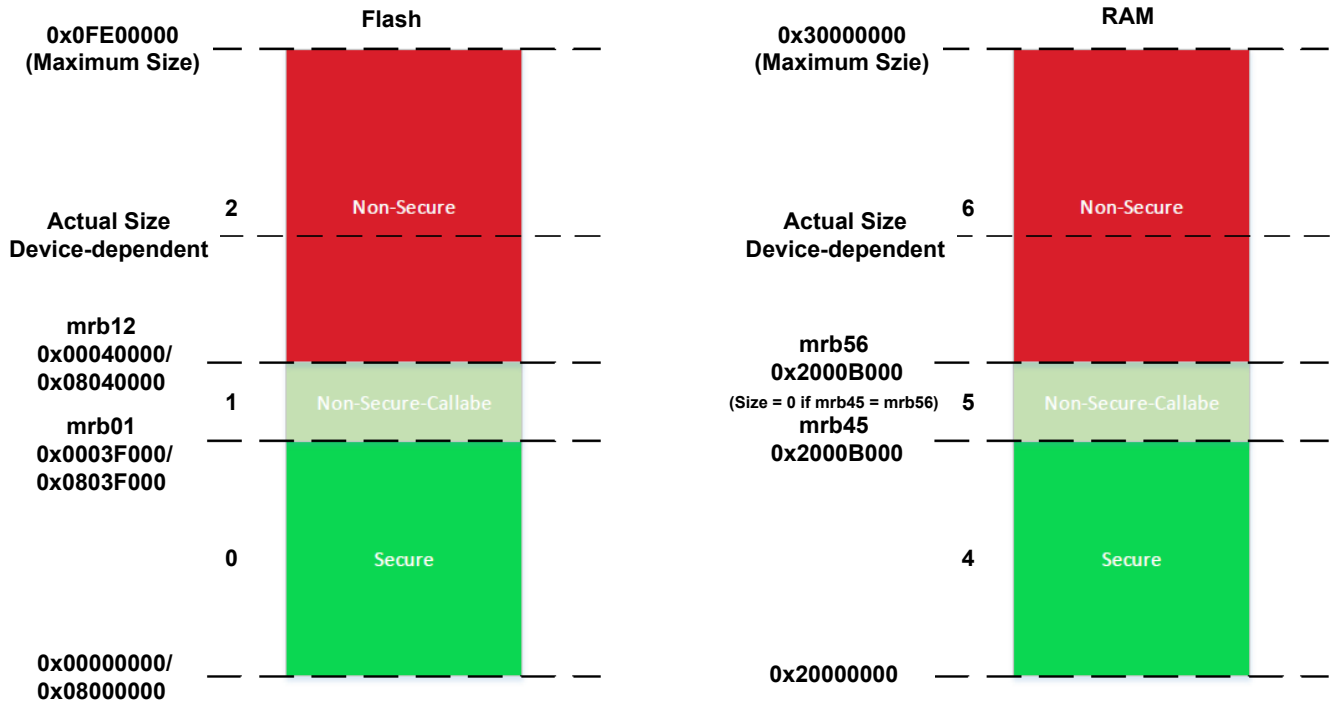 Flash
0x0FE00000
(Maximum Size)
2
Non-Secure
Actual Size
Device-dependent
mrb12
0x00040000/
0x08040000
1
Non-Secure-Callabe
mrb01
0x0003F000/
0x0803F000
0
Secure
0x00000000/
0x08000000
RAM
0x30000000
(Maximum Szie)
6
Non-Secure
Actual Size
Device-dependent
mrb56
0x2000B000
(Size = 0 if mrb45 = mrb56)
5
Non-Secure-Callabe
mrb45
0x2000B000
4
Secure
0x20000000